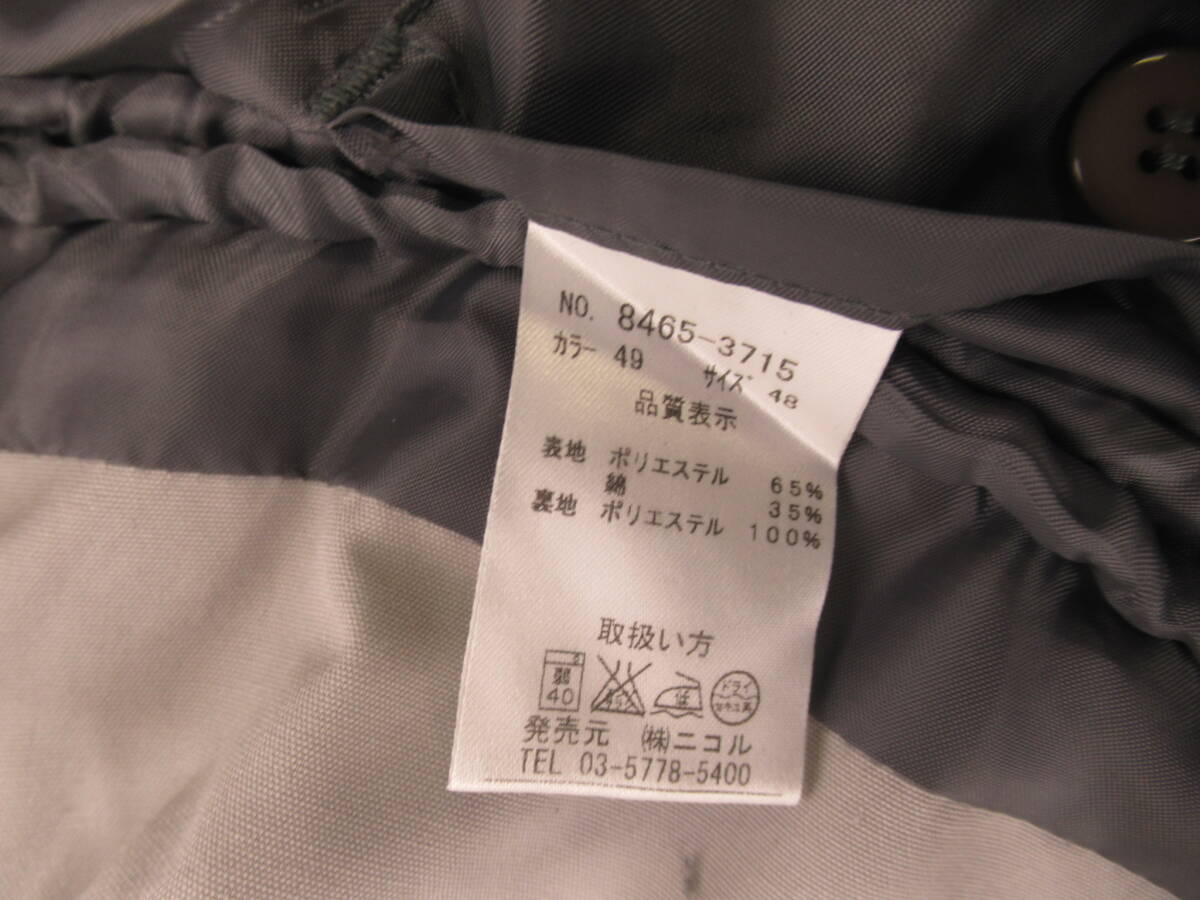 NO. 8465-3715
カラー 49 サイズ 48
品質表示
表地 ポリエステル 65%
綿 35%
裏地 ポリエステル 100%
取扱い方
弱 40 低 ドライ
発売元 ㈱ニコル
TEL 03-5778-5400